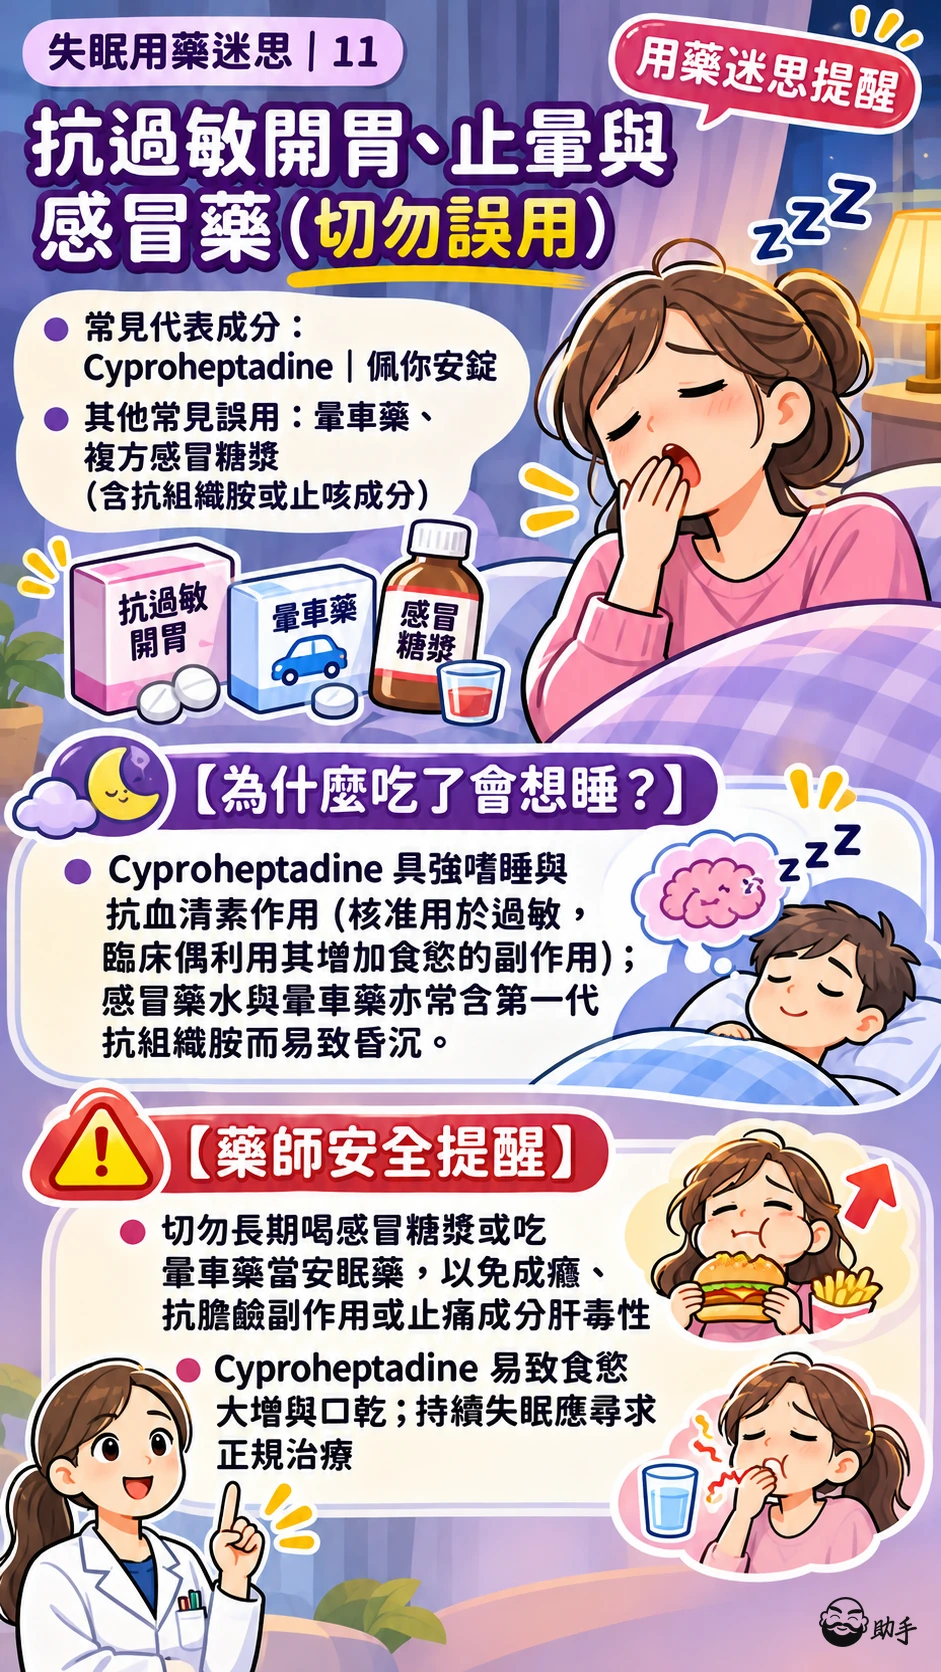 失眠用藥迷思｜11
用藥迷思提醒
抗過敏開胃、止暈與
感冒藥(切勿誤用)
zzz
常見代表成分：
Cyproheptadine｜佩你安錠
其他常見誤用：暈車藥、
複方感冒糖漿
(含抗組織胺或止咳成分)
抗過敏
開胃
暈車藥
感冒
糖漿
【為什麼吃了會想睡？】
zzz
Cyproheptadine 具強嗜睡與
抗血清素作用 (核准用於過敏，
臨床偶利用其增加食慾的副作用)；
感冒藥水與暈車藥亦常含第一代
抗組織胺而易致昏沉。
【藥師安全提醒】
切勿長期喝感冒糖漿或吃
暈車藥當安眠藥，以免成癮、
抗膽鹼副作用或止痛成分肝毒性
Cyproheptadine 易致食慾
大增與口乾；持續失眠應尋求
正規治療
助手